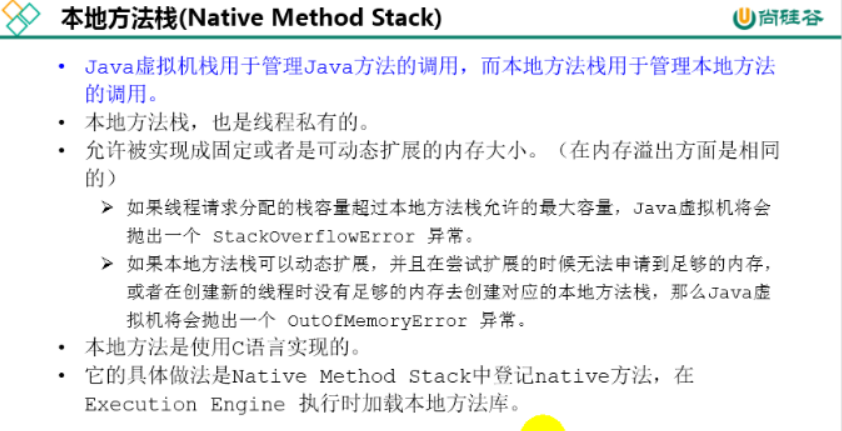 本地方法栈(Native Method Stack)
尚硅谷
• Java虚拟机栈用于管理Java方法的调用，而本地方法栈用于管理本地方法
的调用。
• 本地方法栈，也是线程私有的。
• 允许被实现成固定或者是可动态扩展的内存大小。（在内存溢出方面是相同
的）
➢ 如果线程请求分配的栈容量超过本地方法栈允许的最大容量，Java虚拟机将会
抛出一个 StackOverflowError 异常。
➢ 如果本地方法栈可以动态扩展，并且在尝试扩展的时候无法申请到足够的内存，
或者在创建新的线程时没有足够的内存去创建对应的本地方法栈，那么Java虚
拟机将会抛出一个 OutOfMemoryError 异常。
• 本地方法是使用C语言实现的。
• 它的具体做法是Native Method Stack中登记native方法，在
Execution Engine 执行时加载本地方法库。